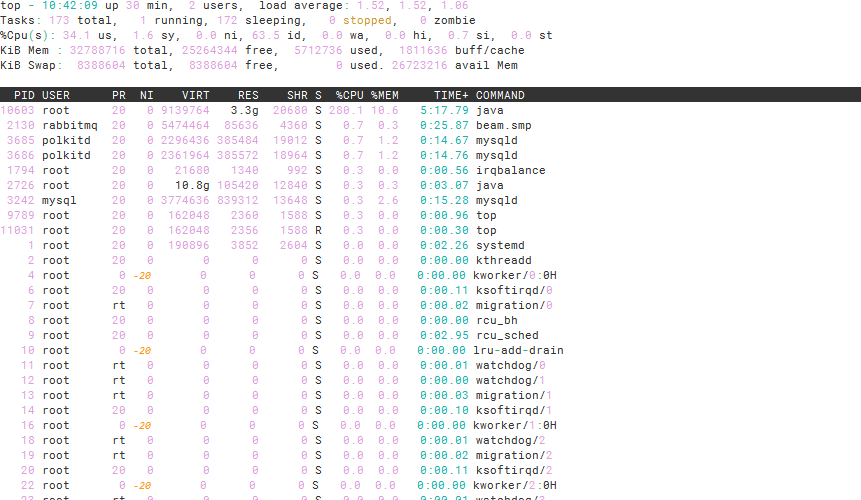 top - 10:42:09 up 30 min,  2 users,  load average: 1.52, 1.52, 1.06
Tasks: 173 total,   1 running, 172 sleeping,   0 stopped,   0 zombie
%Cpu(s): 34.1 us,  1.6 sy,  0.0 ni, 63.5 id,  0.0 wa,  0.0 hi,  0.7 si,  0.0 st
KiB Mem : 32788716 total, 25264344 free,  5712736 used,  1811636 buff/cache
KiB Swap:  8388604 total,  8388604 free,        0 used. 26723216 avail Mem
PID USER      PR  NI    VIRT    RES    SHR S  %CPU %MEM     TIME+ COMMAND
10603 root      20   0 9139764   3.3g  20680 S 280.1 10.6   5:17.79 java
2130 rabbitmq  20   0 5474464  85636   4360 S   0.7  0.3   0:25.87 beam.smp
3685 polkitd   20   0 2296436 385484  19012 S   0.7  1.2   0:14.67 mysqld
3686 polkitd   20   0 2361964 385572  18964 S   0.7  1.2   0:14.76 mysqld
1794 root      20   0   21680   1340    992 S   0.3  0.0   0:00.56 irqbalance
2726 root      20   0   10.8g 105420  12840 S   0.3  0.3   0:03.07 java
3242 mysql     20   0 3774636 839312  13648 S   0.3  2.6   0:15.28 mysqld
9789 root      20   0  162048   2360   1588 S   0.3  0.0   0:00.96 top
11031 root      20   0  162048   2356   1588 R   0.3  0.0   0:00.30 top
1 root      20   0  190896   3852   2604 S   0.0  0.0   0:02.26 systemd
2 root      20   0       0      0      0 S   0.0  0.0   0:00.00 kthreadd
4 root       0 -20       0      0      0 S   0.0  0.0   0:00.00 kworker/0:0H
6 root      20   0       0      0      0 S   0.0  0.0   0:00.11 ksoftirqd/0
7 root      rt   0       0      0      0 S   0.0  0.0   0:00.02 migration/0
8 root      20   0       0      0      0 S   0.0  0.0   0:00.00 rcu_bh
9 root      20   0       0      0      0 S   0.0  0.0   0:02.95 rcu_sched
10 root       0 -20       0      0      0 S   0.0  0.0   0:00.00 lru-add-drain
11 root      rt   0       0      0      0 S   0.0  0.0   0:00.01 watchdog/0
12 root      rt   0       0      0      0 S   0.0  0.0   0:00.00 watchdog/1
13 root      rt   0       0      0      0 S   0.0  0.0   0:00.03 migration/1
14 root      20   0       0      0      0 S   0.0  0.0   0:00.10 ksoftirqd/1
16 root       0 -20       0      0      0 S   0.0  0.0   0:00.00 kworker/1:0H
18 root      rt   0       0      0      0 S   0.0  0.0   0:00.01 watchdog/2
19 root      rt   0       0      0      0 S   0.0  0.0   0:00.02 migration/2
20 root      20   0       0      0      0 S   0.0  0.0   0:00.11 ksoftirqd/2
22 root       0 -20       0      0      0 S   0.0  0.0   0:00.00 kworker/2:0H
23 root      rt   0       0      0      0 S   0.0  0.0   0:00.01 watchdog/3